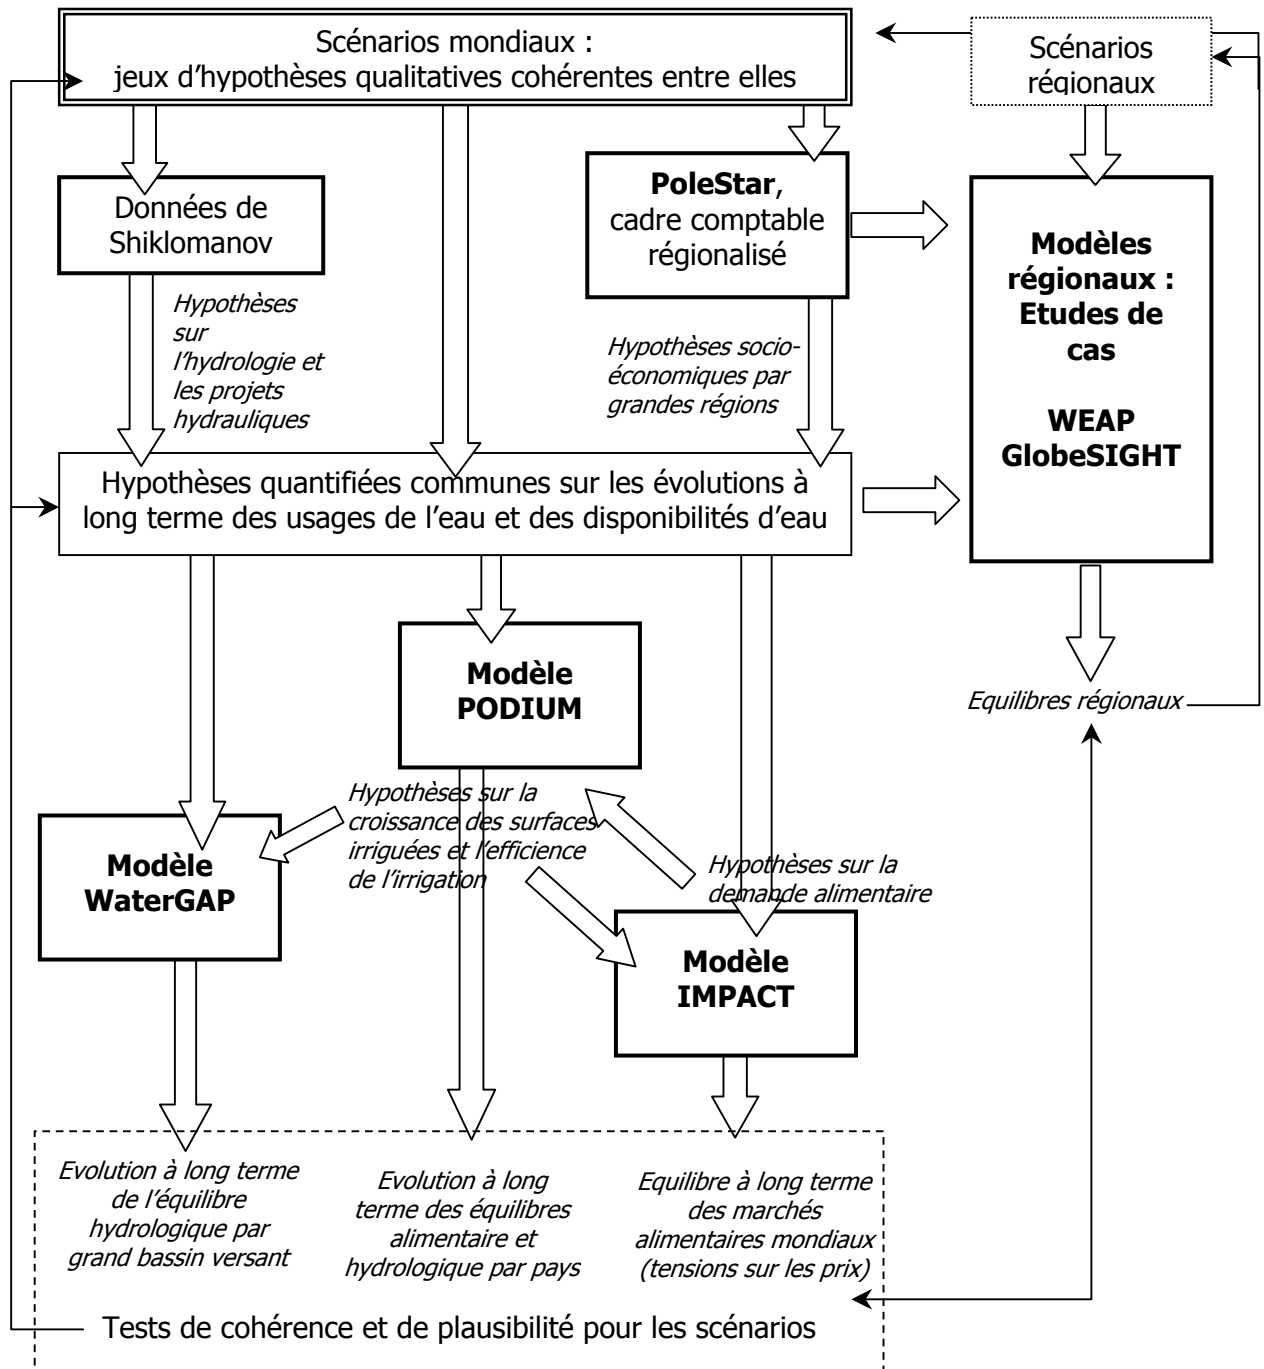 Scénarios mondiaux :
jeux d'hypothèses qualitatives cohérentes entre elles
Scénarios
régionaux
Données de
Shiklomanov
PoleStar,
cadre comptable
régionalisé
Modèles
régionaux :
Etudes de
cas
WEAP
GlobeSIGHT
Hypothèses
sur
l'hydrologie et
les projets
hydrauliques
Hypothèses socio-
économiques par
grandes régions
Hypothèses quantifiées communes sur les évolutions à
long terme des usages de l'eau et des disponibilités d'eau
Modèle
PODIUM
Equilibres régionaux
Hypothèses sur la
croissance des surfaces
irriguées et l'efficience
de l'irrigation
Hypothèses sur la
demande alimentaire
Modèle
WaterGAP
Modèle
IMPACT
Evolution à long terme
de l'équilibre
hydrologique par
grand bassin versant
Evolution à long
terme des équilibres
alimentaire et
hydrologique par pays
Equilibre à long terme
des marchés
alimentaires mondiaux
(tensions sur les prix)
Tests de cohérence et de plausibilité pour les scénarios